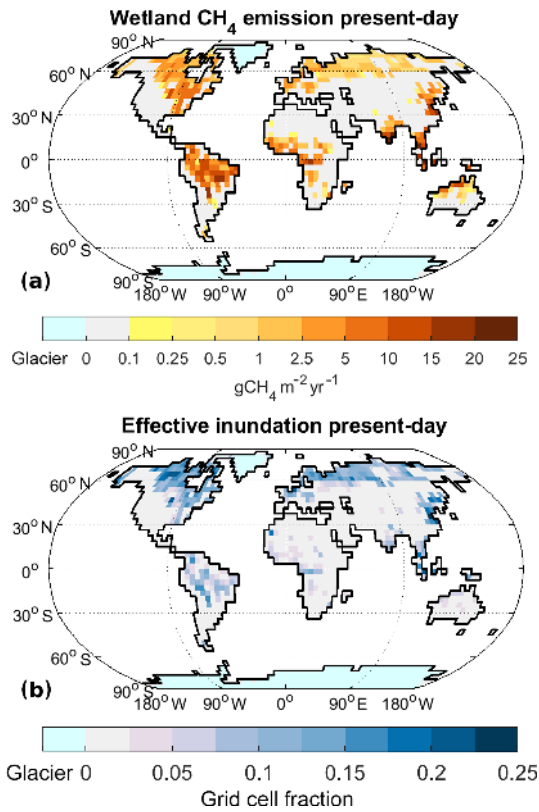 Wetland CH₄ emission present-day
90° N
60° N
30° N
0°
30° S
60° S
(a)
90° S
180° W 90° W 0° 90° E 180° W
Glacier 0 0.1 0.25 0.5 1 2.5 5 10 15 20 25
gCH₄ m⁻² yr⁻¹
Effective inundation present-day
90° N
60° N
30° N
0°
30° S
60° S
(b)
90° S
180° W 90° W 0° 90° E 180° W
Glacier 0 0.05 0.1 0.15 0.2 0.25
Grid cell fraction